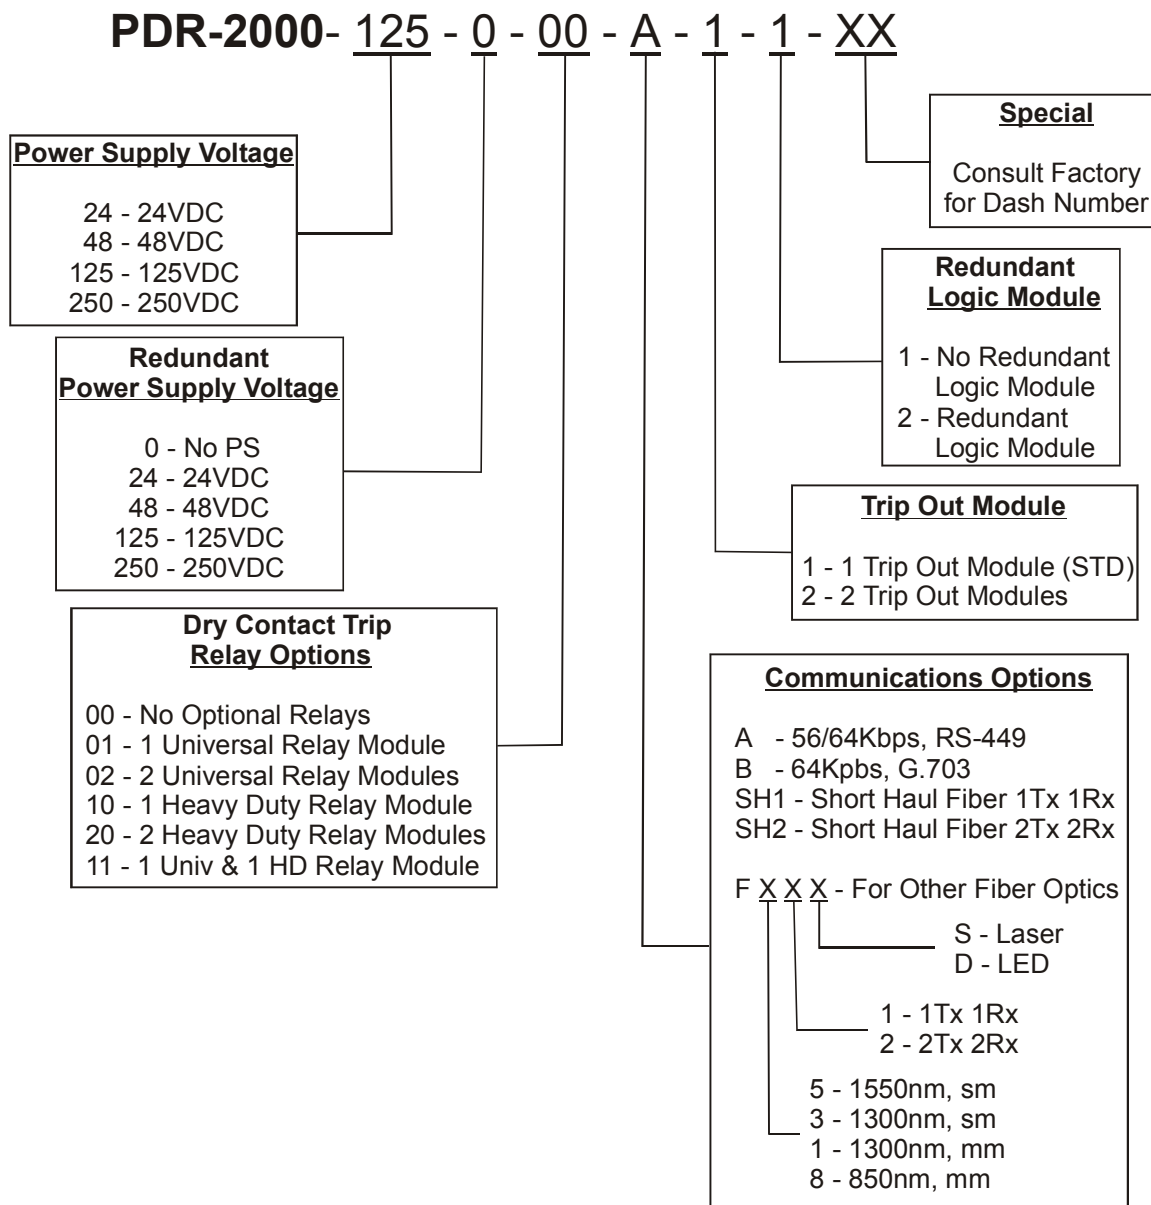 PDR-2000- 125 - 0 - 00 - A - 1 - 1 - XX
Power Supply Voltage
24 - 24VDC
48 - 48VDC
125 - 125VDC
250 - 250VDC
Redundant
Power Supply Voltage
0 - No PS
24 - 24VDC
48 - 48VDC
125 - 125VDC
250 - 250VDC
Dry Contact Trip
Relay Options
00 - No Optional Relays
01 - 1 Universal Relay Module
02 - 2 Universal Relay Modules
10 - 1 Heavy Duty Relay Module
20 - 2 Heavy Duty Relay Modules
11 - 1 Univ & 1 HD Relay Module
Special
Consult Factory
for Dash Number
Redundant
Logic Module
1 - No Redundant
Logic Module
2 - Redundant
Logic Module
Trip Out Module
1 - 1 Trip Out Module (STD)
2 - 2 Trip Out Modules
Communications Options
A - 56/64Kbps, RS-449
B - 64Kpbs, G.703
SH1 - Short Haul Fiber 1Tx 1Rx
SH2 - Short Haul Fiber 2Tx 2Rx
F X X X - For Other Fiber Optics
S - Laser
D - LED
1 - 1Tx 1Rx
2 - 2Tx 2Rx
5 - 1550nm, sm
3 - 1300nm, sm
1 - 1300nm, mm
8 - 850nm, mm